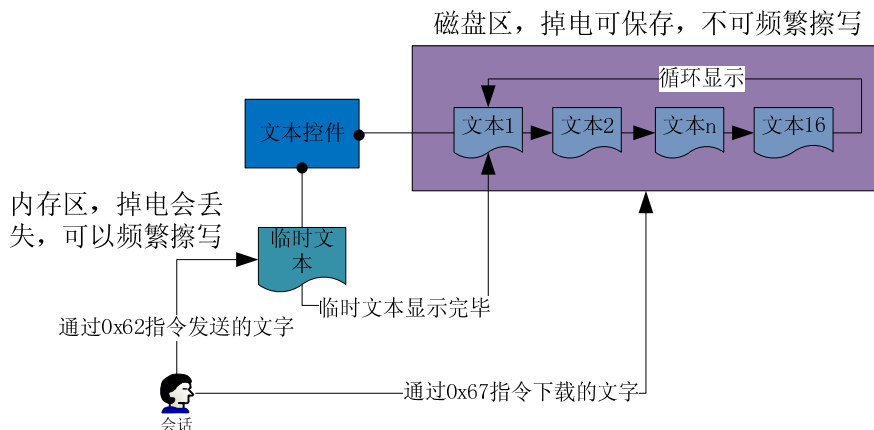 磁盘区，掉电可保存，不可频繁擦写
循环显示
文本控件
文本1
文本2
文本n
文本16
内存区，掉电会丢
失，可以频繁擦写
临时文
本
临时文本显示完毕
通过0x62指令发送的文字
通过0x67指令下载的文字
会话